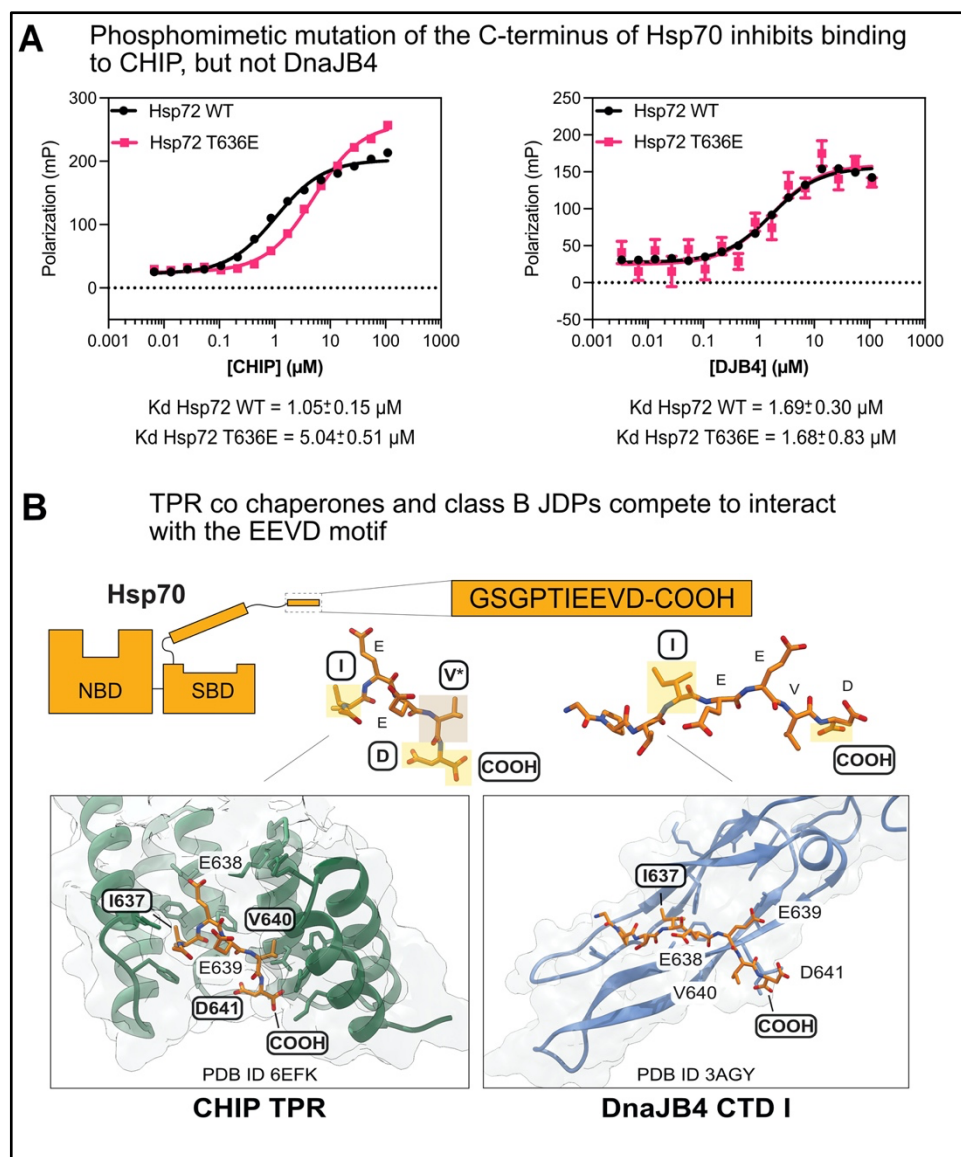 A
Phosphomimetic mutation of the C-terminus of Hsp70 inhibits binding
to CHIP, but not DnaJB4
300
200
100
0
Polarization (mP)
Hsp72 WT
Hsp72 T636E
0.001
0.01
0.1
1
10
100
1000
[CHIP] (µM)
Kd Hsp72 WT = 1.05±0.15 µM
Kd Hsp72 T636E = 5.04±0.51 µM
250
200
150
100
50
0
-50
Polarization (mP)
Hsp72 WT
Hsp72 T636E
0.001
0.01
0.1
1
10
100
1000
[DJB4] (µM)
Kd Hsp72 WT = 1.69±0.30 µM
Kd Hsp72 T636E = 1.68±0.83 µM
B
TPR co chaperones and class B JDPs compete to interact
with the EEVD motif
Hsp70
NBD
SBD
GSGPTIEEVD-COOH
I
E
E
V*
D
COOH
I
E
E
V
D
COOH
E638
I637
V640
E639
D641
COOH
PDB ID 6EFK
CHIP TPR
I637
E639
E638
D641
V640
COOH
PDB ID 3AGY
DnaJB4 CTD I